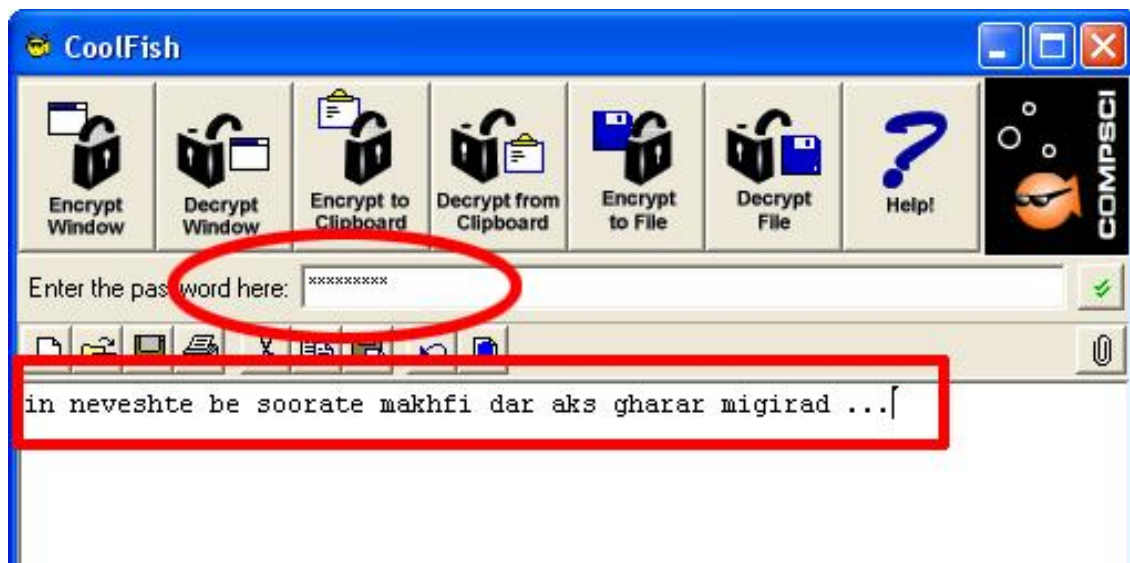 CoolFish
Encrypt Window
Decrypt Window
Encrypt to Clipboard
Decrypt from Clipboard
Encrypt to File
Decrypt File
Help!
COMPSCI
Enter the password here: *********
in neveshte be soorate makhfi dar aks gharar migirad ...